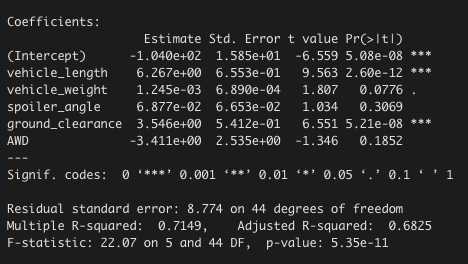 Coefficients:
Estimate Std. Error t value Pr(>|t|)
(Intercept) -1.040e+02 1.585e+01 -6.559 5.08e-08 ***
vehicle_length 6.267e+00 6.553e-01 9.563 2.60e-12 ***
vehicle_weight 1.245e-03 6.890e-04 1.807 0.0776 .
spoiler_angle 6.877e-02 6.653e-02 1.034 0.3069
ground_clearance 3.546e+00 5.412e-01 6.551 5.21e-08 ***
AWD -3.411e+00 2.535e+00 -1.346 0.1852
---
Signif. codes: 0 ‘***’ 0.001 ‘**’ 0.01 ‘*’ 0.05 ‘.’ 0.1 ‘ ’ 1
Residual standard error: 8.774 on 44 degrees of freedom
Multiple R-squared: 0.7149, Adjusted R-squared: 0.6825
F-statistic: 22.07 on 5 and 44 DF, p-value: 5.35e-11